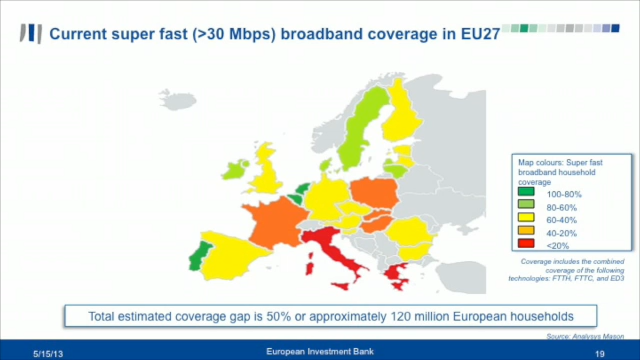 Current super fast (>30 Mbps) broadband coverage in EU27
Map colours: Super fast
broadband household
coverage
100-80%
80-60%
60-40%
40-20%
<20%
Coverage includes the combined
coverage of the following
technologies: FTTH, FTTC, and ED3
Total estimated coverage gap is 50% or approximately 120 million European households
Source: Analysys Mason
5/15/13
European Investment Bank
19